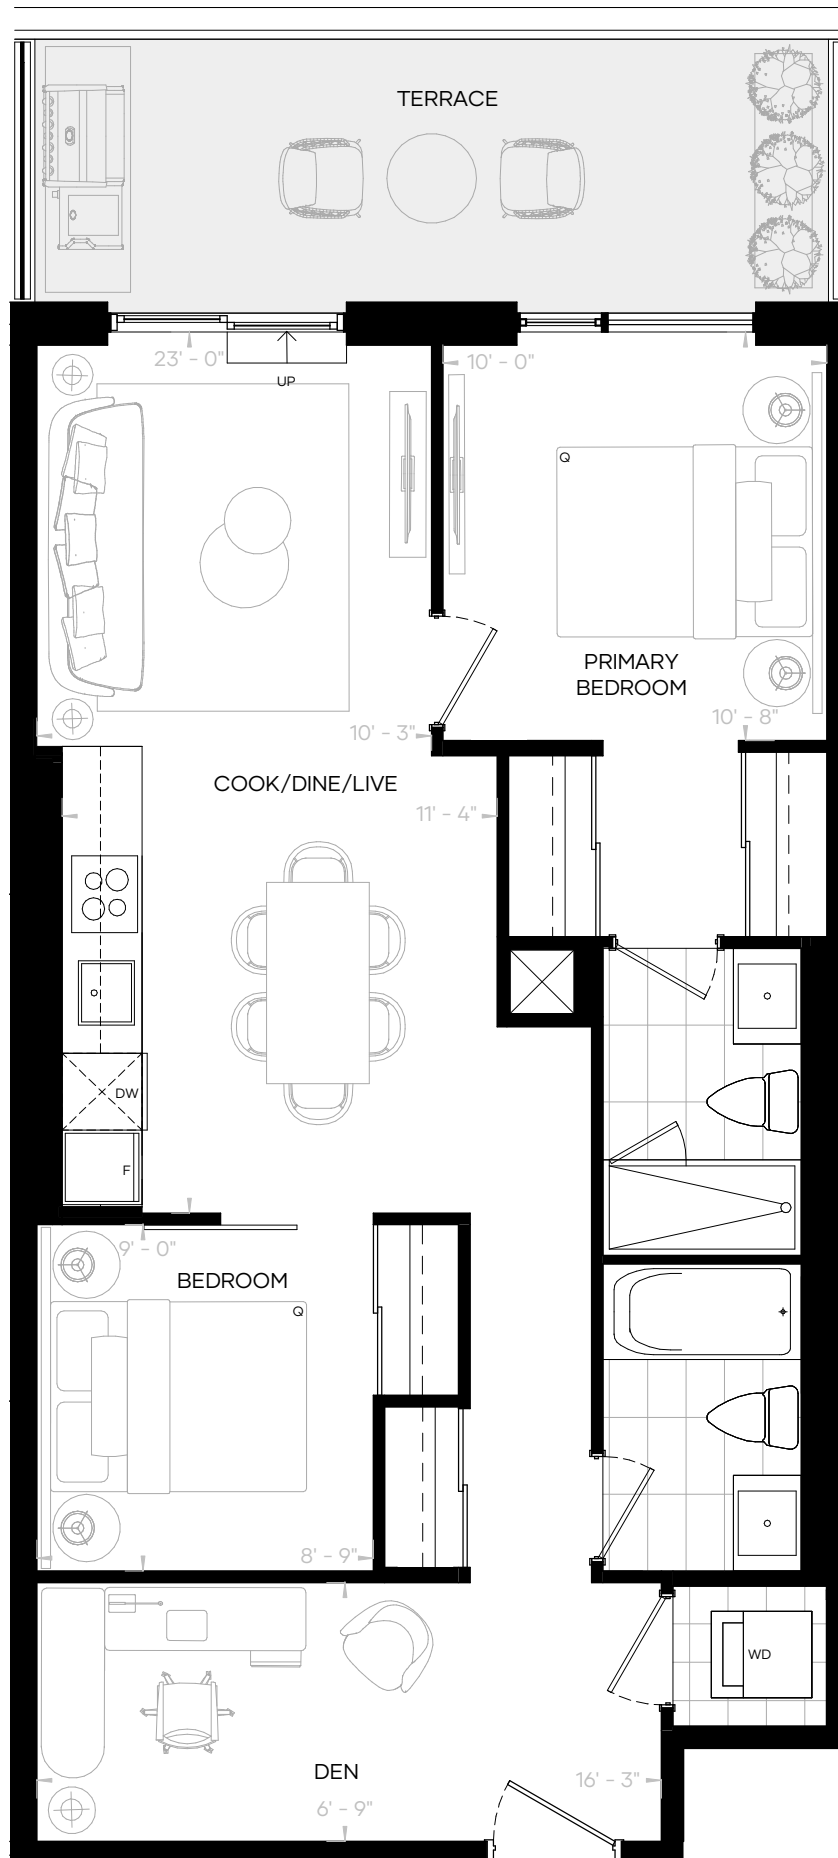 TERRACE
23' - 0"
UP
10' - 0"
Q
PRIMARY
BEDROOM
10' - 8"
10' - 3"
COOK/DINE/LIVE
11' - 4"
DW
F
9' - 0"
BEDROOM
Q
8' - 9"
WD
DEN
16' - 3"
6' - 9"